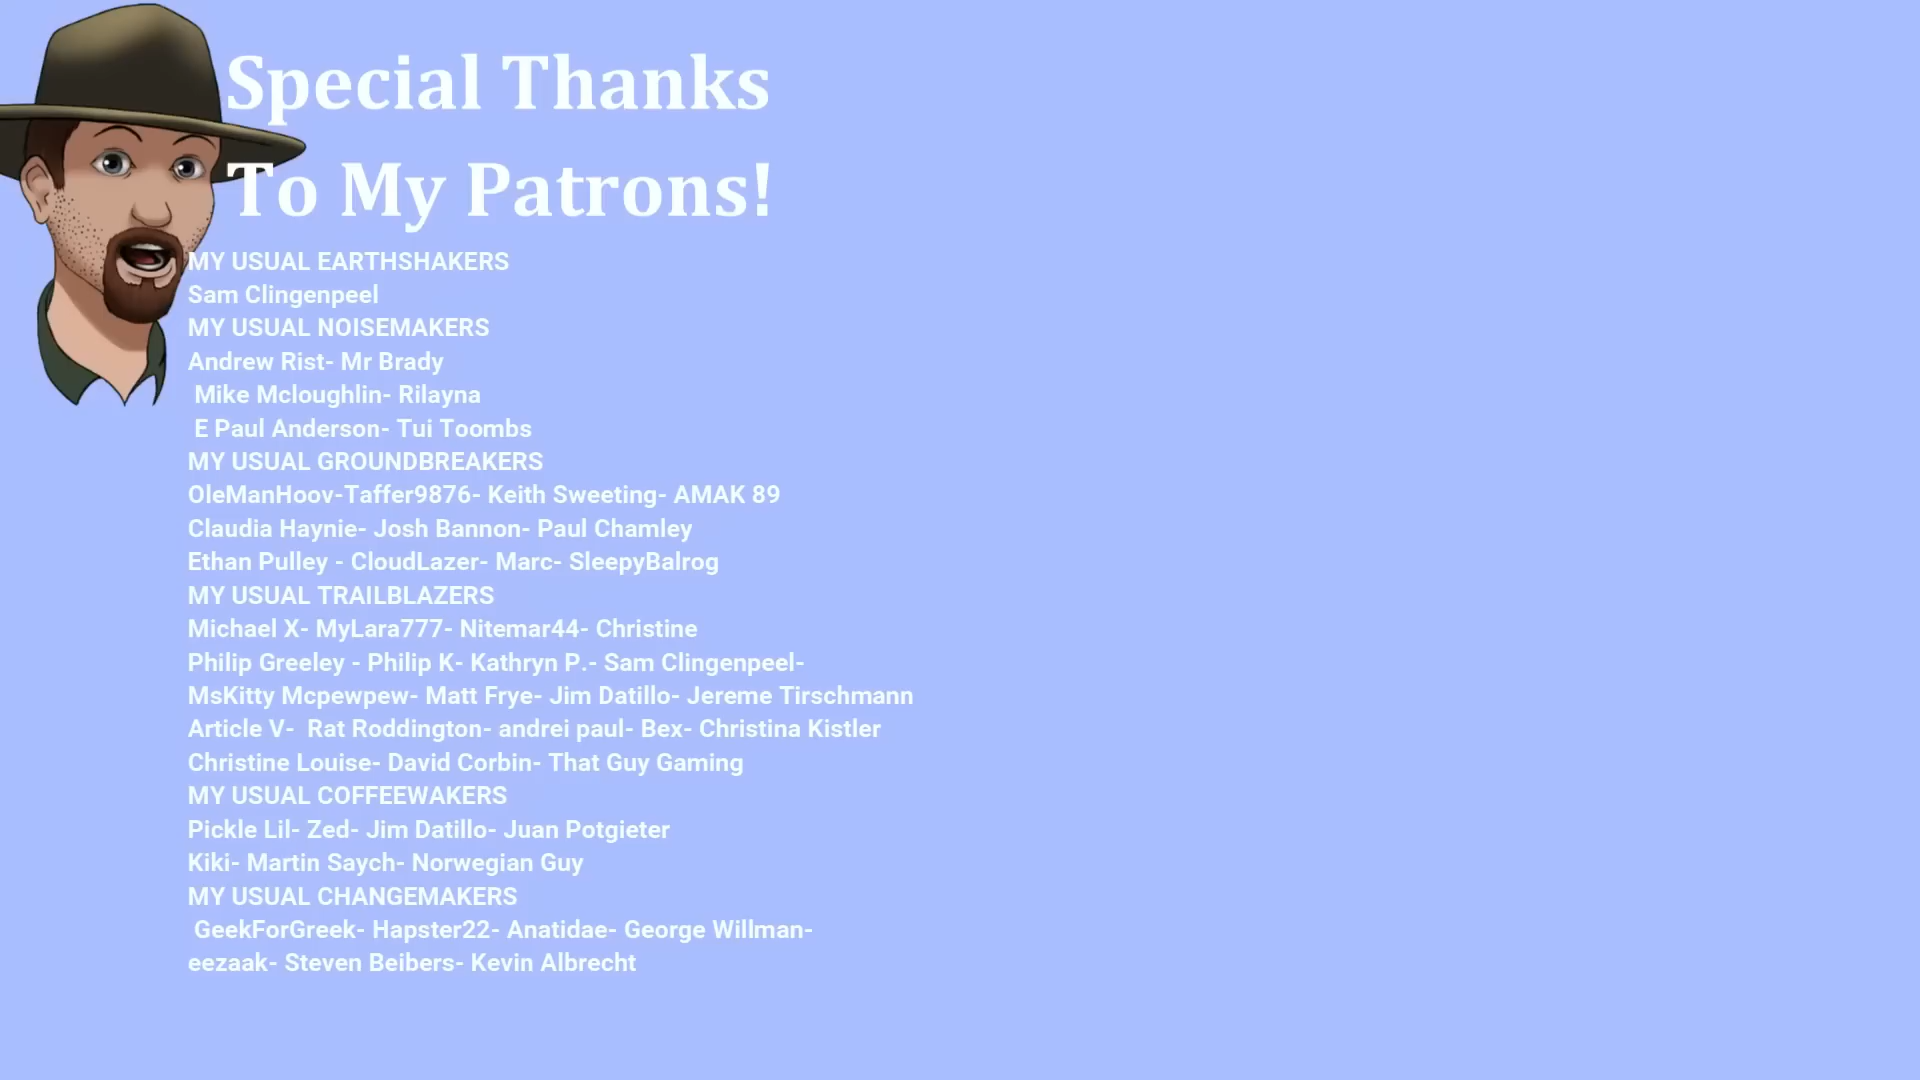 Special Thanks
To My Patrons!
MY USUAL EARTHSHAKERS
Sam Clingenpeel
MY USUAL NOISEMAKERS
Andrew Rist- Mr Brady
Mike Mcloughlin- Rilayna
E Paul Anderson- Tui Toombs
MY USUAL GROUNDBREAKERS
OleManHoov-Taffer9876- Keith Sweeting- AMAK 89
Claudia Haynie- Josh Bannon- Paul Chamley
Ethan Pulley - CloudLazer- Marc- SleepyBalrog
MY USUAL TRAILBLAZERS
Michael X- MyLara777- Nitemar44- Christine
Philip Greeley - Philip K- Kathryn P.- Sam Clingenpeel-
MsKitty Mcpewpew- Matt Frye- Jim Datillo- Jereme Tirschmann
Article V-  Rat Roddington- andrei paul- Bex- Christina Kistler
Christine Louise- David Corbin- That Guy Gaming
MY USUAL COFFEEWAKERS
Pickle Lil- Zed- Jim Datillo- Juan Potgieter
Kiki- Martin Saych- Norwegian Guy
MY USUAL CHANGEMAKERS
GeekForGreek- Hapster22- Anatidae- George Willman-
eezaak- Steven Beibers- Kevin Albrecht